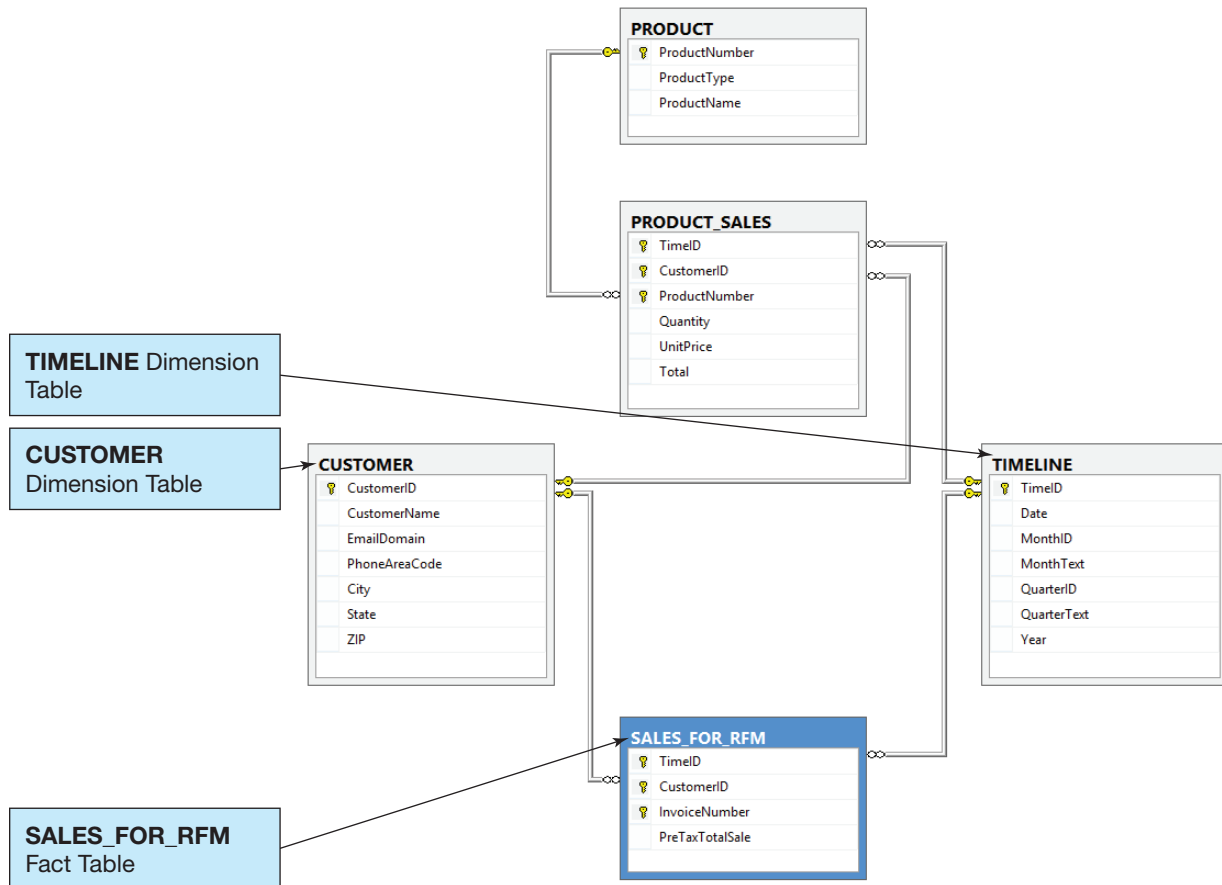 PRODUCT
ProductNumber
ProductType
ProductName
PRODUCT_SALES
TimeID
CustomerID
ProductNumber
Quantity
UnitPrice
Total
TIMELINE Dimension
Table
CUSTOMER
Dimension Table
CUSTOMER
CustomerID
CustomerName
EmailDomain
PhoneAreaCode
City
State
ZIP
TIMELINE
TimeID
Date
MonthID
MonthText
QuarterID
QuarterText
Year
SALES_FOR_RFM
TimeID
CustomerID
InvoiceNumber
PreTaxTotalSale
SALES_FOR_RFM
Fact Table